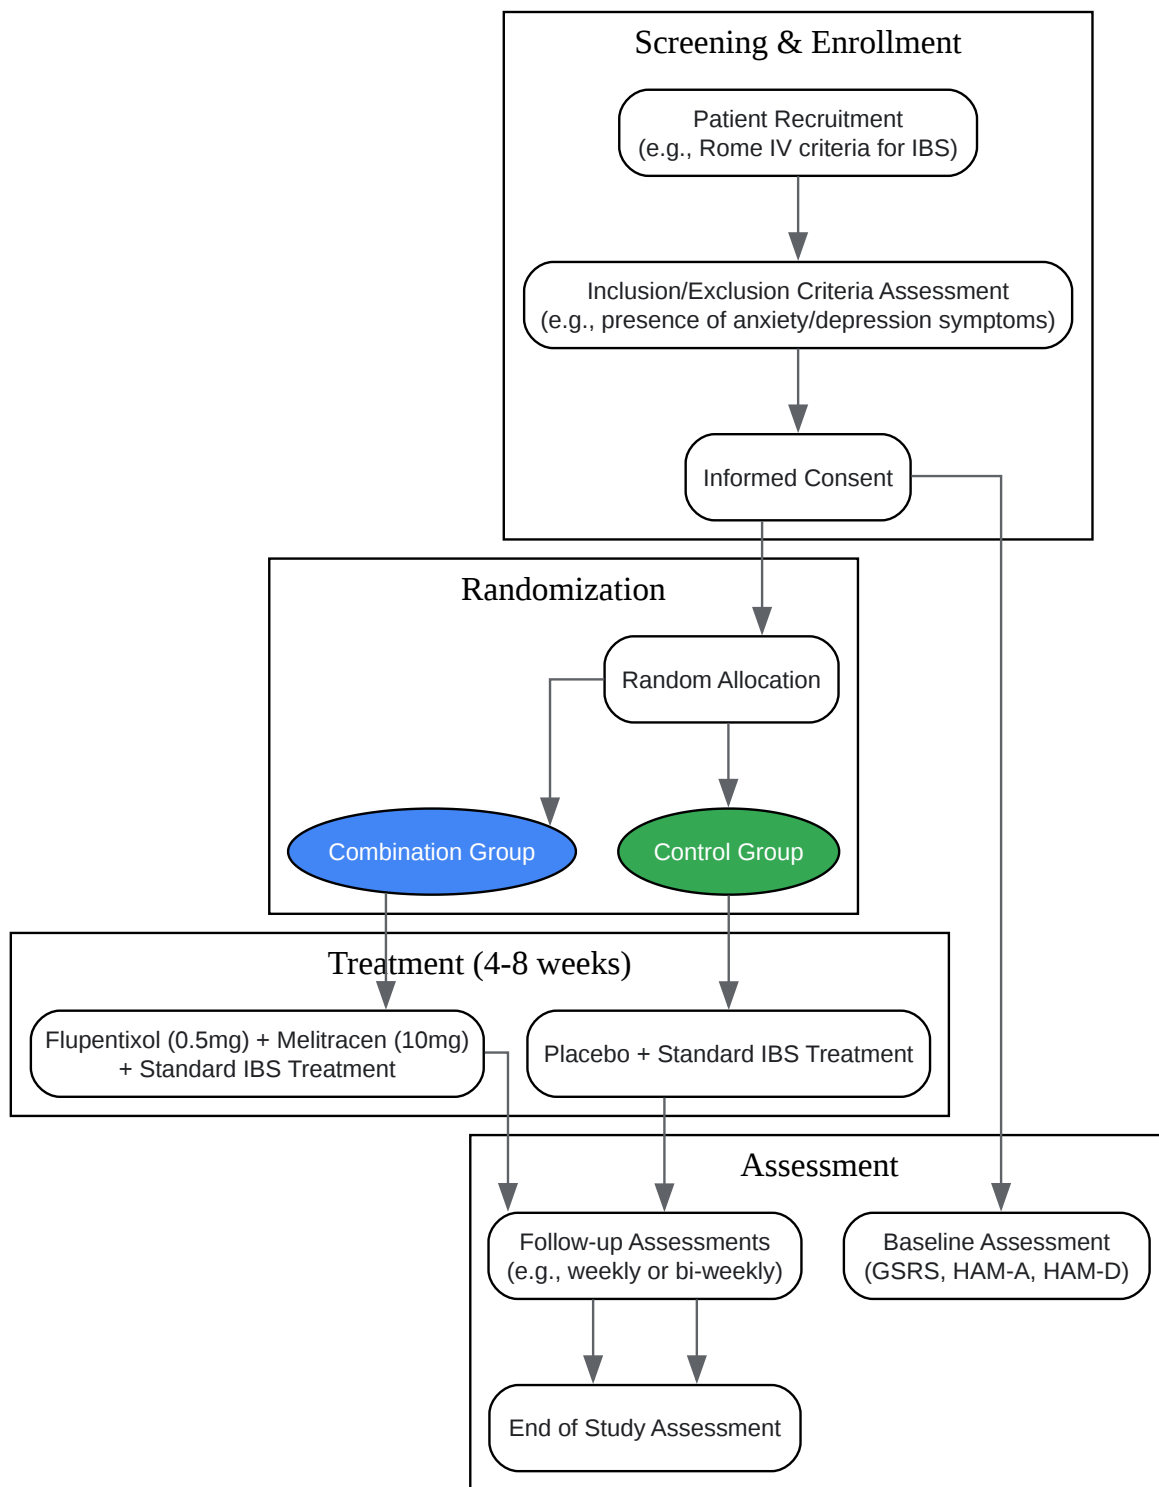 Screening & Enrollment
Patient Recruitment
(e.g., Rome IV criteria for IBS)
Inclusion/Exclusion Criteria Assessment
(e.g., presence of anxiety/depression symptoms)
Informed Consent
Randomization
Random Allocation
Combination Group
Control Group
Treatment (4-8 weeks)
Flupentixol (0.5mg) + Melitracen (10mg)
+ Standard IBS Treatment
Placebo + Standard IBS Treatment
Assessment
Follow-up Assessments
(e.g., weekly or bi-weekly)
Baseline Assessment
(GSRS, HAM-A, HAM-D)
End of Study Assessment